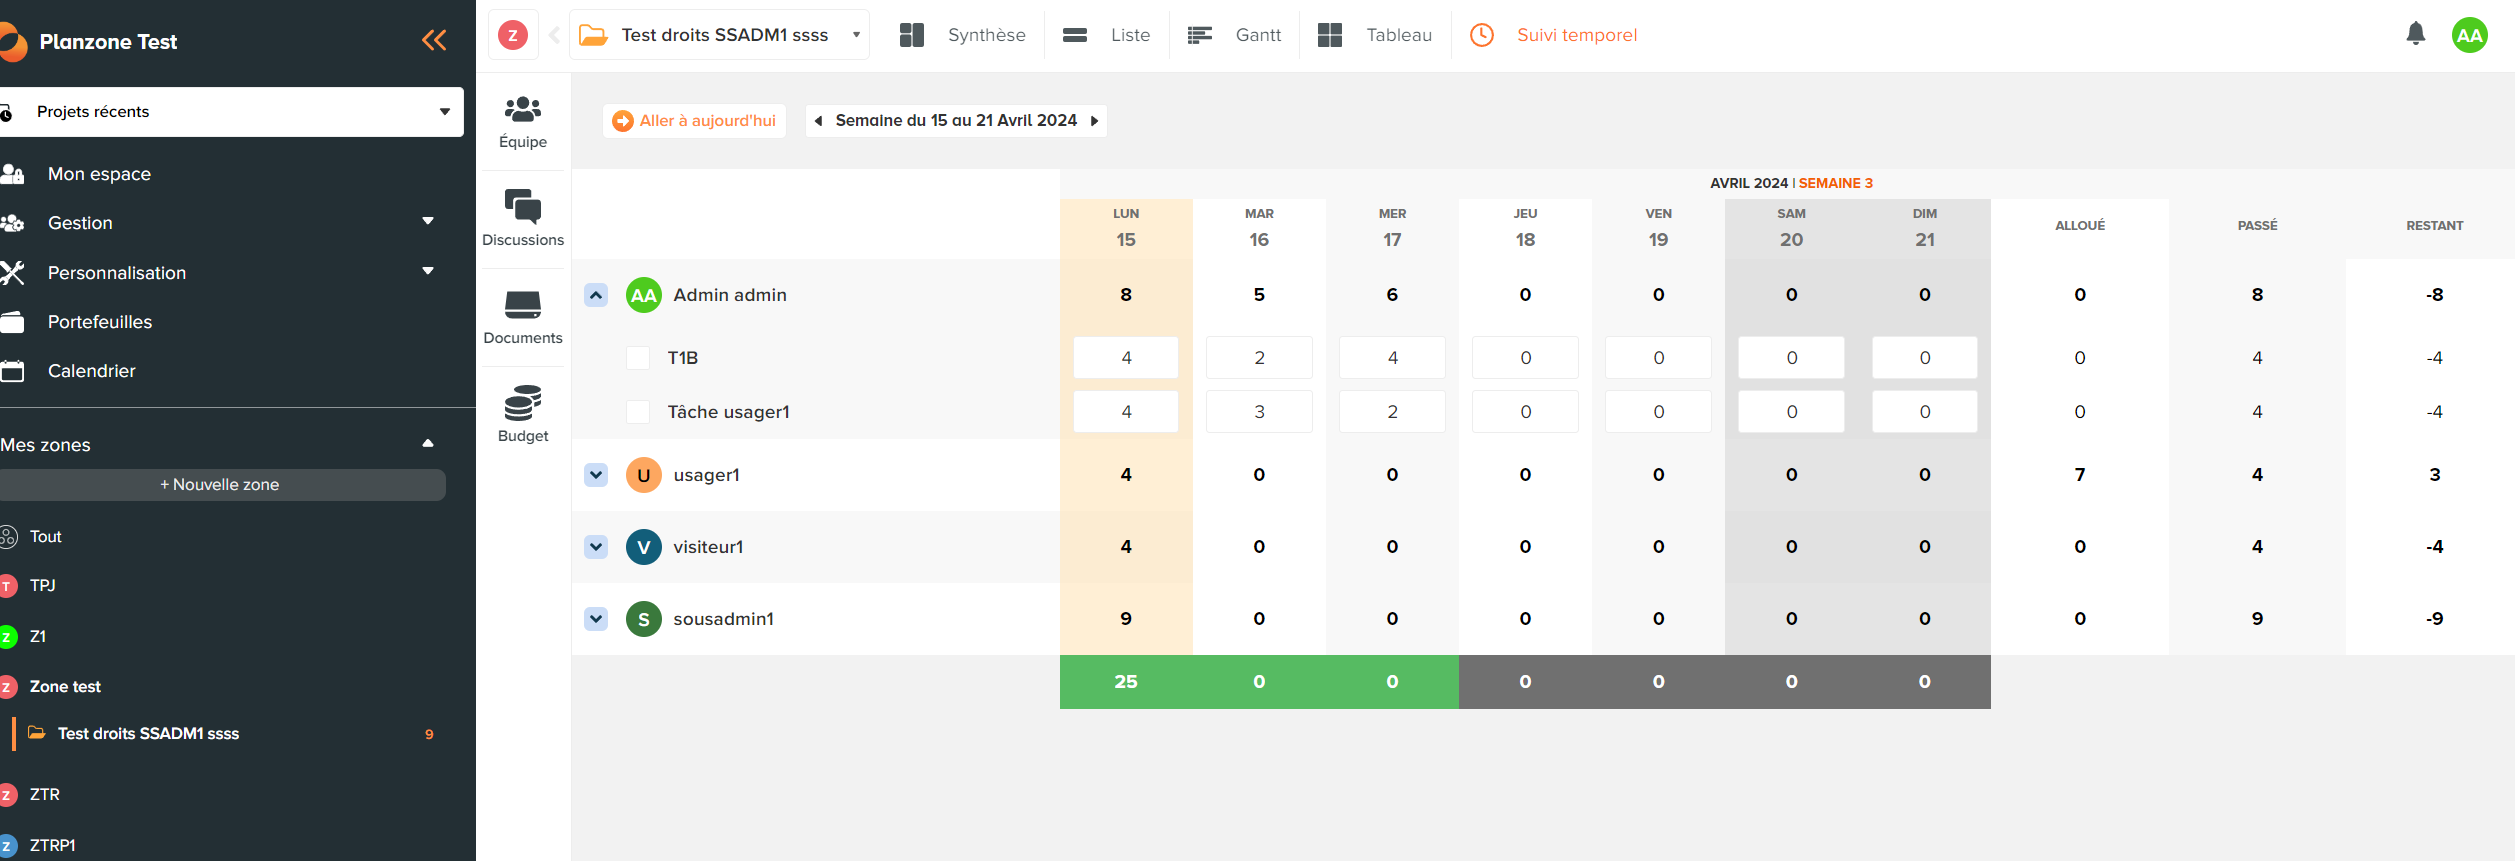 Planzone Test
Projets récents
Mon espace
Gestion
Personnalisation
Portefeuilles
Calendrier
Mes zones
+ Nouvelle zone
Tout
T TPJ
Z Z1
Z Zone test
Test droits SSADM1 ssss 9
Z ZTR
Z ZTRP1
Z Test droits SSADM1 ssss Synthèse Liste Gantt Tableau Suivi temporel AA
Équipe
Discussions
Documents
Budget
Aller à aujourd'hui Semaine du 15 au 21 Avril 2024
AVRIL 2024 | SEMAINE 3
LUN MAR MER JEU VEN SAM DIM ALLOUÉ PASSÉ RESTANT
15 16 17 18 19 20 21
AA Admin admin 8 5 6 0 0 0 0 0 8 -8
T1B 4 2 4 0 0 0 0 0 4 -4
Tâche usager1 4 3 2 0 0 0 0 0 4 -4
U usager1 4 0 0 0 0 0 0 7 4 3
V visiteur1 4 0 0 0 0 0 0 0 4 -4
S sousadmin1 9 0 0 0 0 0 0 0 9 -9
25 0 0 0 0 0 0